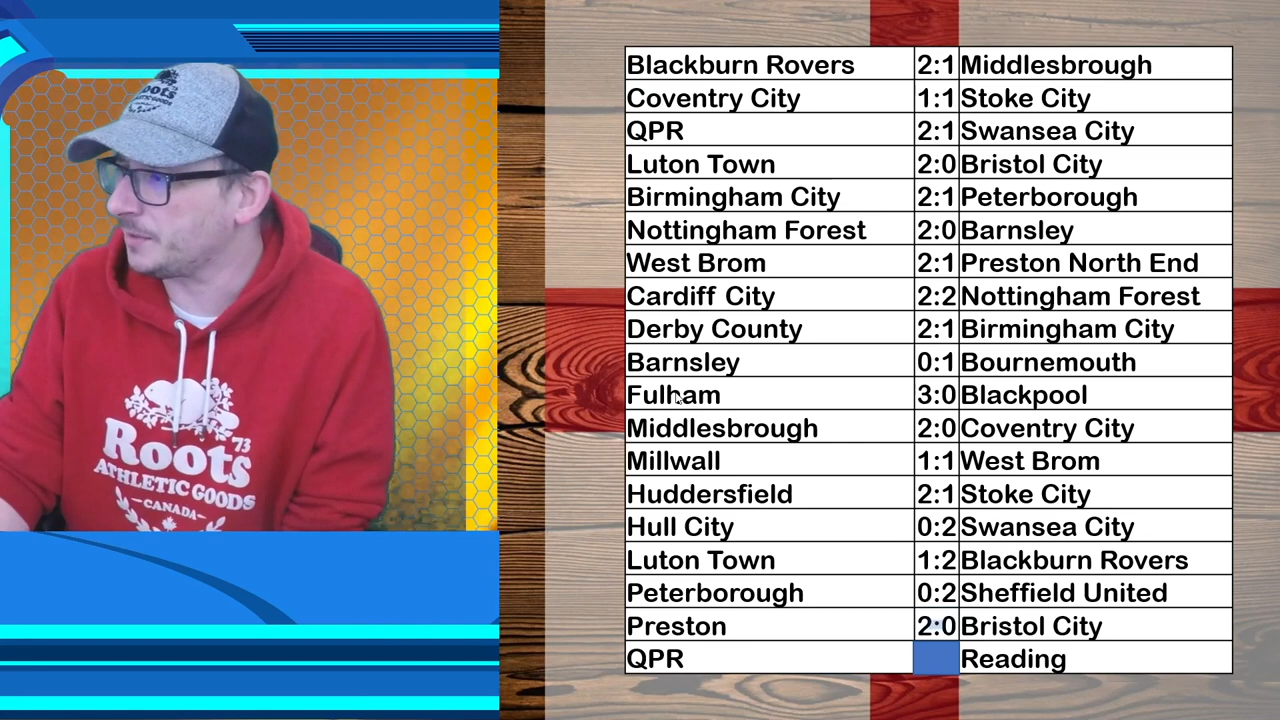 Roots
ATHLETIC GOODS
Roots
73
ATHLETIC GOODS
CANADA
Blackburn Rovers 2:1 Middlesbrough
Coventry City 1:1 Stoke City
QPR 2:1 Swansea City
Luton Town 2:0 Bristol City
Birmingham City 2:1 Peterborough
Nottingham Forest 2:0 Barnsley
West Brom 2:1 Preston North End
Cardiff City 2:2 Nottingham Forest
Derby County 2:1 Birmingham City
Barnsley 0:1 Bournemouth
Fulham 3:0 Blackpool
Middlesbrough 2:0 Coventry City
Millwall 1:1 West Brom
Huddersfield 2:1 Stoke City
Hull City 0:2 Swansea City
Luton Town 1:2 Blackburn Rovers
Peterborough 0:2 Sheffield United
Preston 2:0 Bristol City
QPR Reading